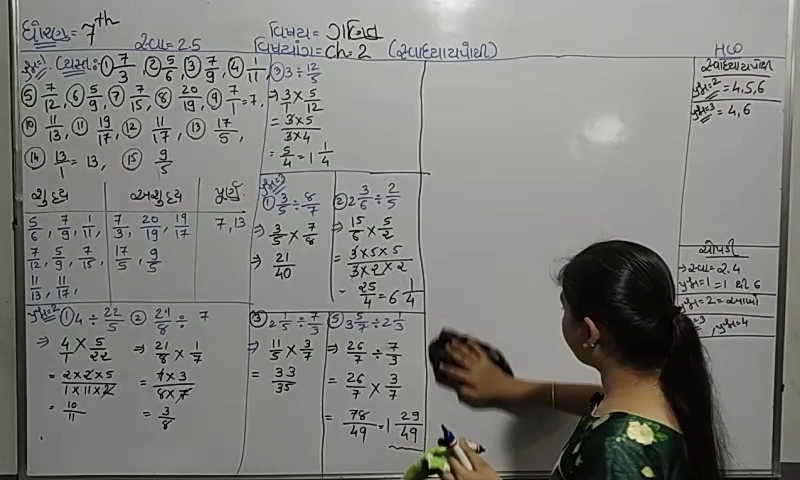 ધોરણ = 7th
વિષય = ગણિત
સ્વા = 2.5
વિષયાંગ = ch = 2 (સ્વાધ્યાયપોથી)
પ્રશ્ન=1 વ્યસ્ત: ① 7/3, ② 5/6, ③ 7/9, ④ 1/11,
⑤ 7/12, ⑥ 5/9, ⑦ 7/15, ⑧ 20/19, ⑨ 7/1 = 7,
⑩ 11/13, ⑪ 19/17, ⑫ 11/17, ⑬ 17/5,
⑭ 13/1 = 13, ⑮ 9/5
શુદ્ધ અશુદ્ધ પૂર્ણ
5/6, 7/9, 1/11, 7/3, 20/19, 19/17 7, 13
7/12, 5/9, 7/15, 17/5, 9/5
11/13, 11/17,
પ્રશ્ન=2 ① 4 ÷ 22/5
⇒ 4/1 × 5/22
= 2×2×5/1×11×2
= 10/11
② 21/8 ÷ 7
⇒ 21/8 × 1/7
= 7×3/8×7
= 3/8
③ 3 ÷ 12/5
⇒ 3/1 × 5/12
= 3×5/3×4
= 5/4 = 1 1/4
પ્રશ્ન=3
① 3/5 ÷ 8/7
⇒ 3/5 × 7/8
⇒ 21/40
② 2 3/6 ÷ 2/5
⇒ 15/6 × 5/2
= 3×5×5/3×2×2
= 25/4 = 6 1/4
③ 2 1/5 ÷ 7/3
⇒ 11/5 × 3/7
= 33/35
⑤ 3 5/7 ÷ 2 1/3
⇒ 26/7 ÷ 7/3
= 26/7 × 3/7
= 78/49 = 1 29/49
H.W
સ્વાધ્યાયપોથી
પ્રશ્ન=2 = 4,5,6
પ્રશ્ન=3 = 4,6
ચોપડી
→ સ્વા = 2.4
પ્રશ્ન=1 = 1 થી 6
પ્રશ્ન=2 =
=3, પ્રશ્ન=4